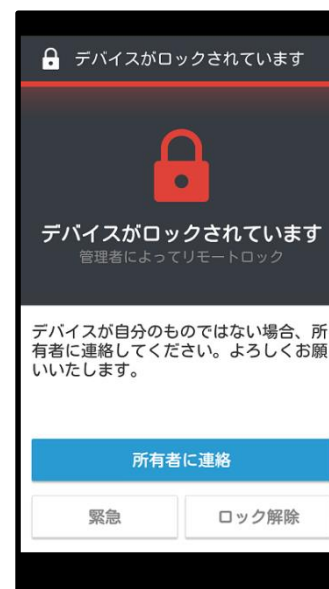 デバイスがロックされています
デバイスがロックされています
管理者によってリモートロック
デバイスが自分のものではない場合、所
有者に連絡してください。よろしくお願
いいたします。
所有者に連絡
緊急
ロック解除